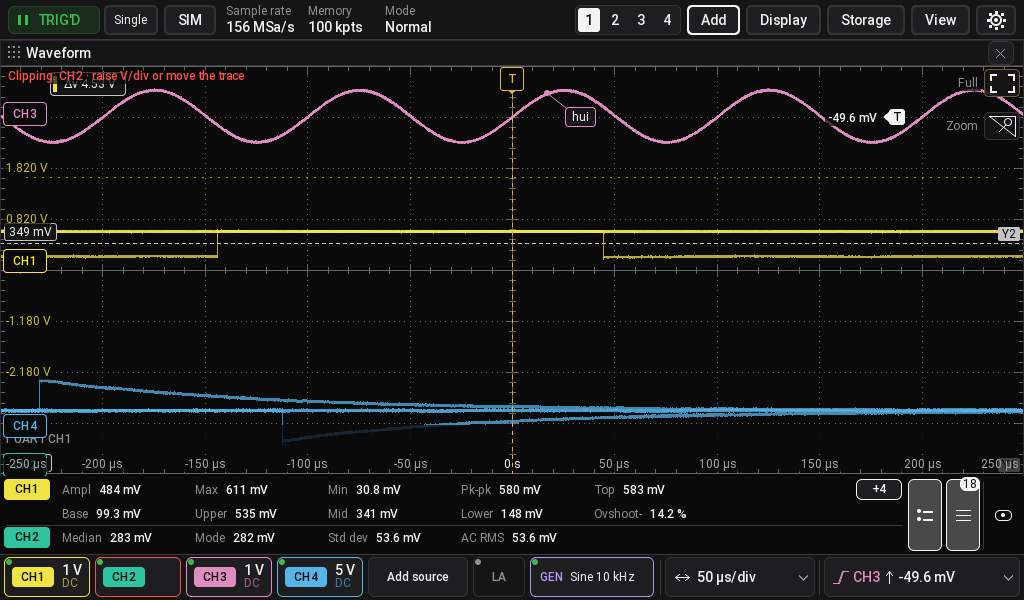 TRIG'D
Single
SIM
Sample rate
156 MSa/s
Memory
100 kpts
Mode
Normal
1 2 3 4
Add
Display
Storage
View
Waveform
Clipping: CH2 - raise V/div or move the trace
ΔV 4.53 V
T
Full
CH3
hui
-49.6 mV T
Zoom
1.820 V
0.820 V
349 mV
Y2
CH1
-1.180 V
-2.180 V
CH4
CH1
-250 µs -200 µs -150 µs -100 µs -50 µs 0 s 50 µs 100 µs 150 µs 200 µs 250 µs
CH1 Ampl 484 mV Max 611 mV Min 30.8 mV Pk-pk 580 mV Top 583 mV +4
18
Base 99.3 mV Upper 535 mV Mid 341 mV Lower 148 mV Ovshoot- 14.2 %
CH2 Median 283 mV Mode 282 mV Std dev 53.6 mV AC RMS 53.6 mV
CH1 1 V DC
CH2
CH3 1 V DC
CH4 5 V DC
Add source
LA
GEN Sine 10 kHz
50 µs/div
CH3 ↑ -49.6 mV